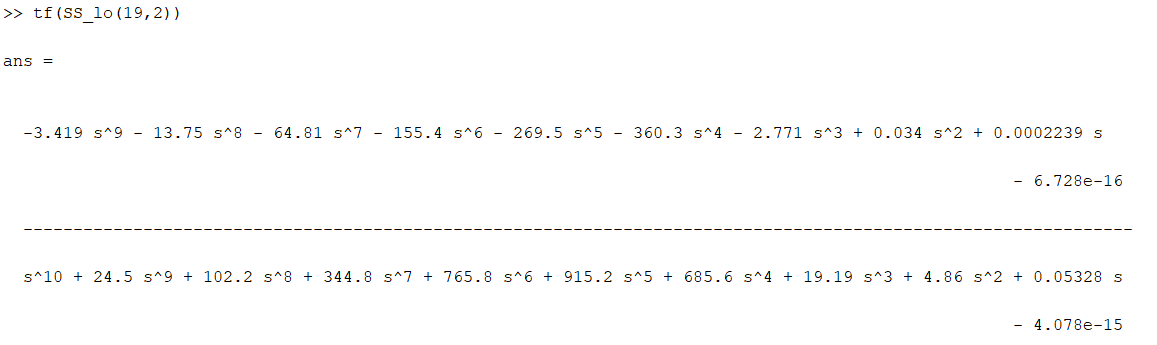 >> tf(SS_lo(19,2))
ans =
-3.419 s^9 - 13.75 s^8 - 64.81 s^7 - 155.4 s^6 - 269.5 s^5 - 360.3 s^4 - 2.771 s^3 + 0.034 s^2 + 0.0002239 s
- 6.728e-16
-----------------------------------------------------------------------------------------------------------------
s^10 + 24.5 s^9 + 102.2 s^8 + 344.8 s^7 + 765.8 s^6 + 915.2 s^5 + 685.6 s^4 + 19.19 s^3 + 4.86 s^2 + 0.05328 s
- 4.078e-15